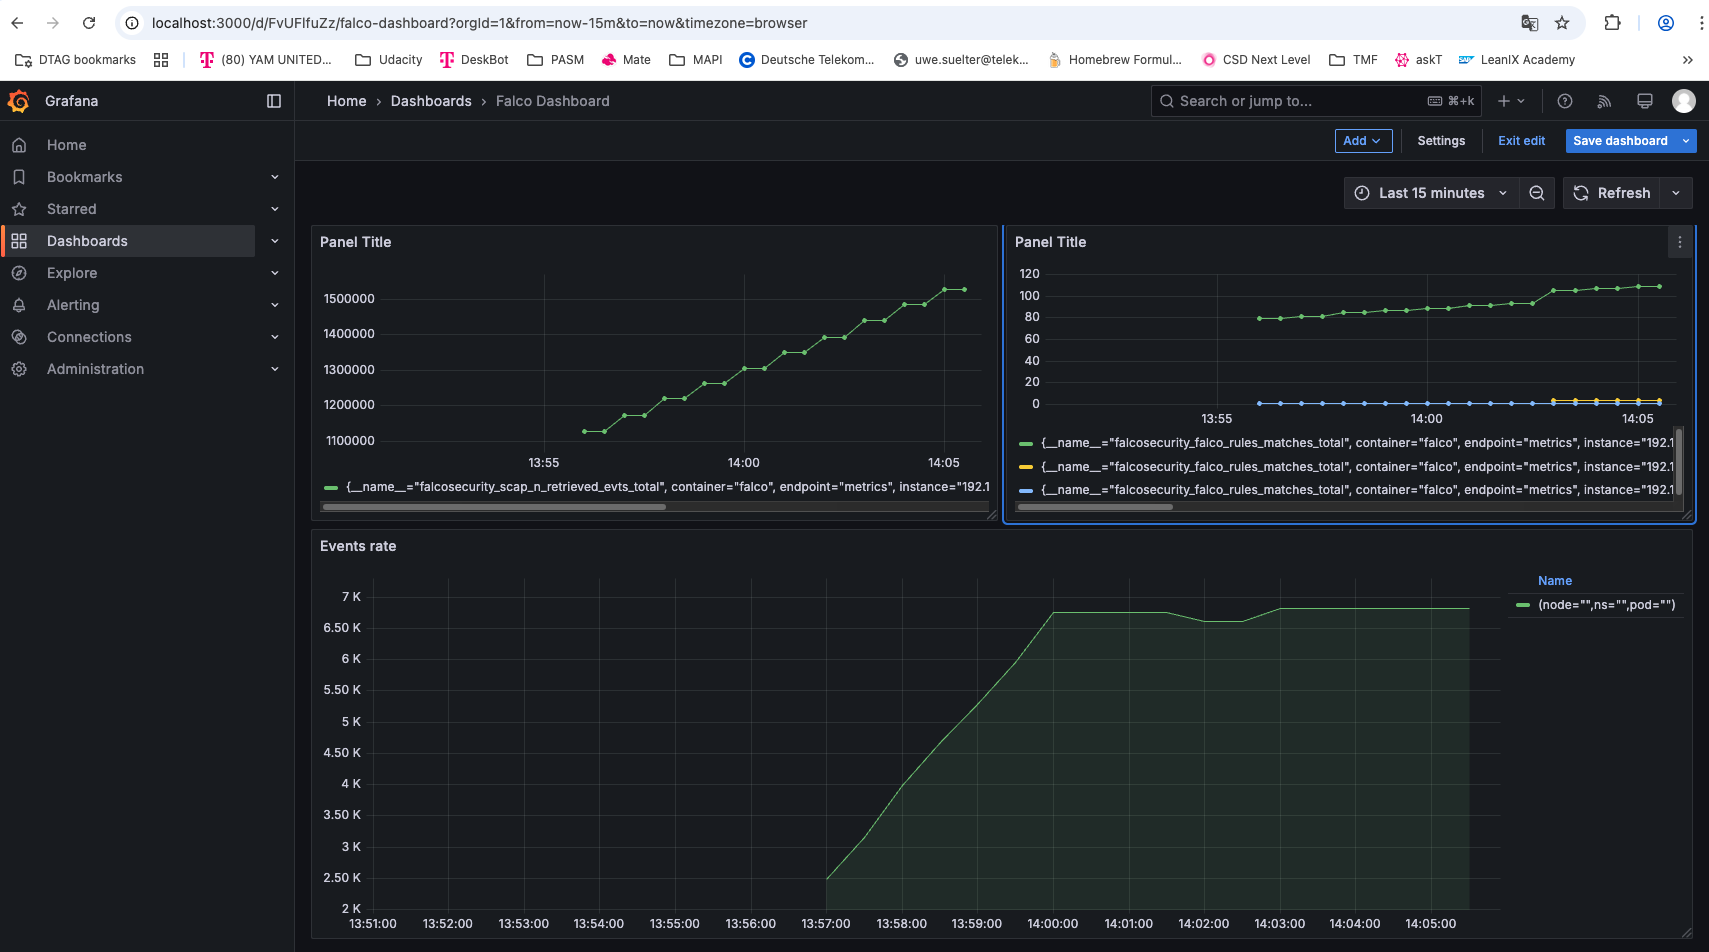 localhost:3000/d/FvUFlfuZz/falco-dashboard?orgId=1&from=now-15m&to=now&timezone=browser
DTAG bookmarks (80) YAM UNITED... Udacity DeskBot PASM Mate MAPI Deutsche Telekom... uwe.suelter@telek... Homebrew Formul... CSD Next Level TMF askT LeanIX Academy
Grafana
Home › Dashboards › Falco Dashboard
Search or jump to... ⌘+k
Add Settings Exit edit Save dashboard
Home
Bookmarks
Starred
Dashboards
Explore
Alerting
Connections
Administration
Last 15 minutes Refresh
Panel Title
1500000
1400000
1300000
1200000
1100000
13:55 14:00 14:05
{__name__="falcosecurity_scap_n_retrieved_evts_total", container="falco", endpoint="metrics", instance="192.1
Panel Title
120
100
80
60
40
20
0
13:55 14:00 14:05
{__name__="falcosecurity_falco_rules_matches_total", container="falco", endpoint="metrics", instance="192.1
{__name__="falcosecurity_falco_rules_matches_total", container="falco", endpoint="metrics", instance="192.1
{__name__="falcosecurity_falco_rules_matches_total", container="falco", endpoint="metrics", instance="192.1
Events rate
7 K
6.50 K
6 K
5.50 K
5 K
4.50 K
4 K
3.50 K
3 K
2.50 K
2 K
13:51:00 13:52:00 13:53:00 13:54:00 13:55:00 13:56:00 13:57:00 13:58:00 13:59:00 14:00:00 14:01:00 14:02:00 14:03:00 14:04:00 14:05:00
Name
(node="",ns="",pod="")